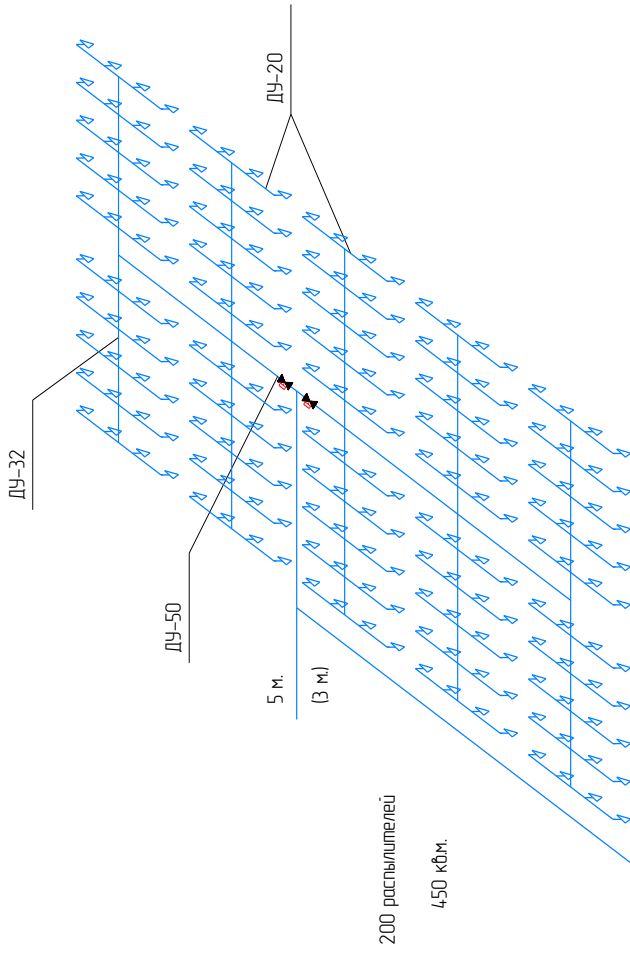 ДУ-20
ДУ-32
ДУ-50
5 м.
(3 м.)
200 распылителей
450 кв.м.